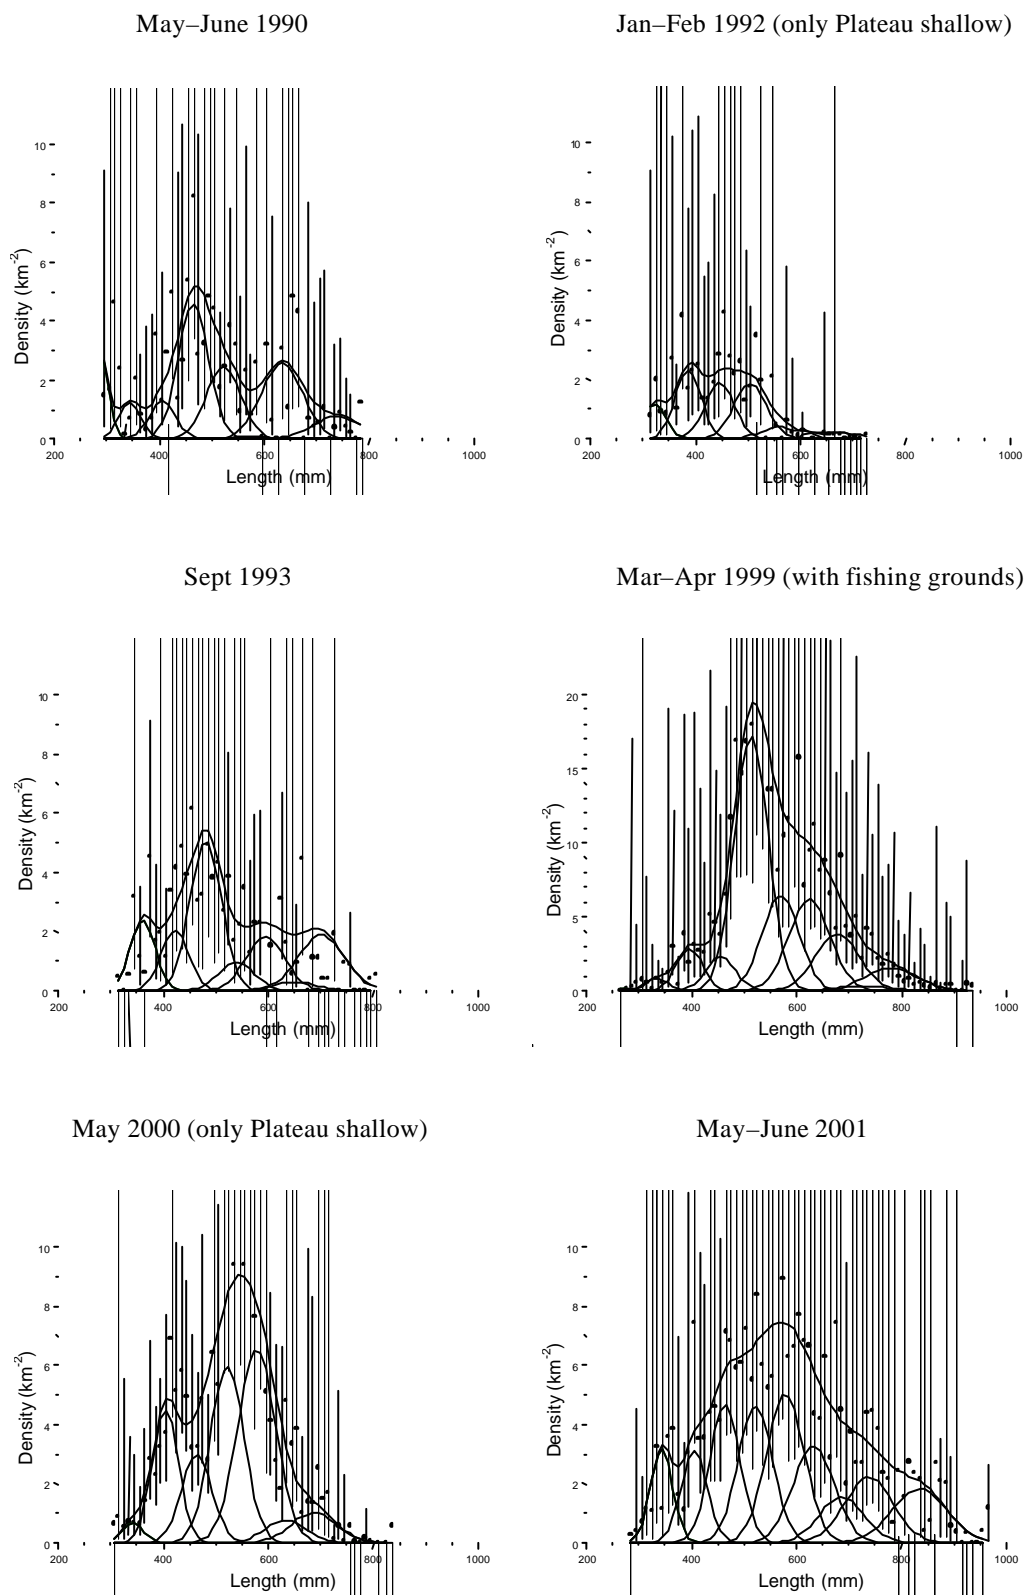 May–June 1990
Jan–Feb 1992 (only Plateau shallow)
10
8
6
4
2
0
Density (km-2)
200 400 600 800 1000
Length (mm)
10
8
6
4
2
0
Density (km-2)
200 400 600 800 1000
Length (mm)
Sept 1993
Mar–Apr 1999 (with fishing grounds)
10
8
6
4
2
0
Density (km-2)
200 400 600 800 1000
Length (mm)
20
15
10
5
0
Density (km-2)
200 400 600 800 1000
Length (mm)
May 2000 (only Plateau shallow)
May–June 2001
10
8
6
4
2
0
Density (km-2)
200 400 600 800 1000
Length (mm)
10
8
6
4
2
0
Density (km-2)
200 400 600 800 1000
Length (mm)